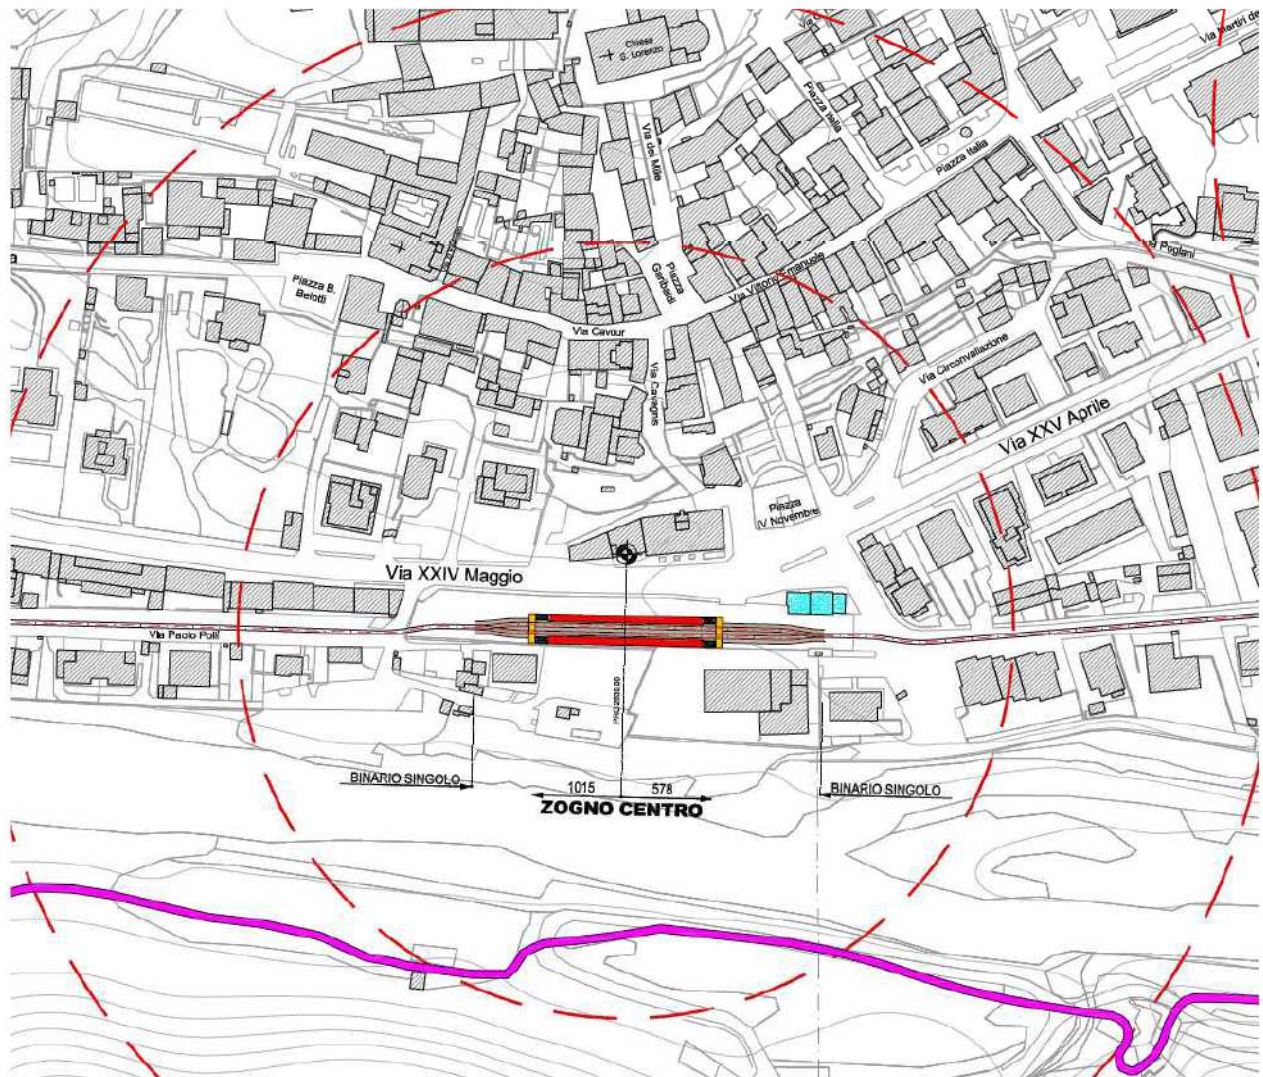 Chiesa
S. Lorenzo
Via Martiri de
Via dei Mille
Piazza Italia
Piazza Italia
Via Pogliani
Piazza B.
Belotti
Piazza
Garibaldi
Via Vittorio Emanuele
Via Cavour
Via Cavagnis
Via Circonvallazione
Via XXV Aprile
Piazza
IV Novembre
Via XXIV Maggio
Via Paolo Polli
BINARIO SINGOLO
1015
578
BINARIO SINGOLO
ZOGNO CENTRO